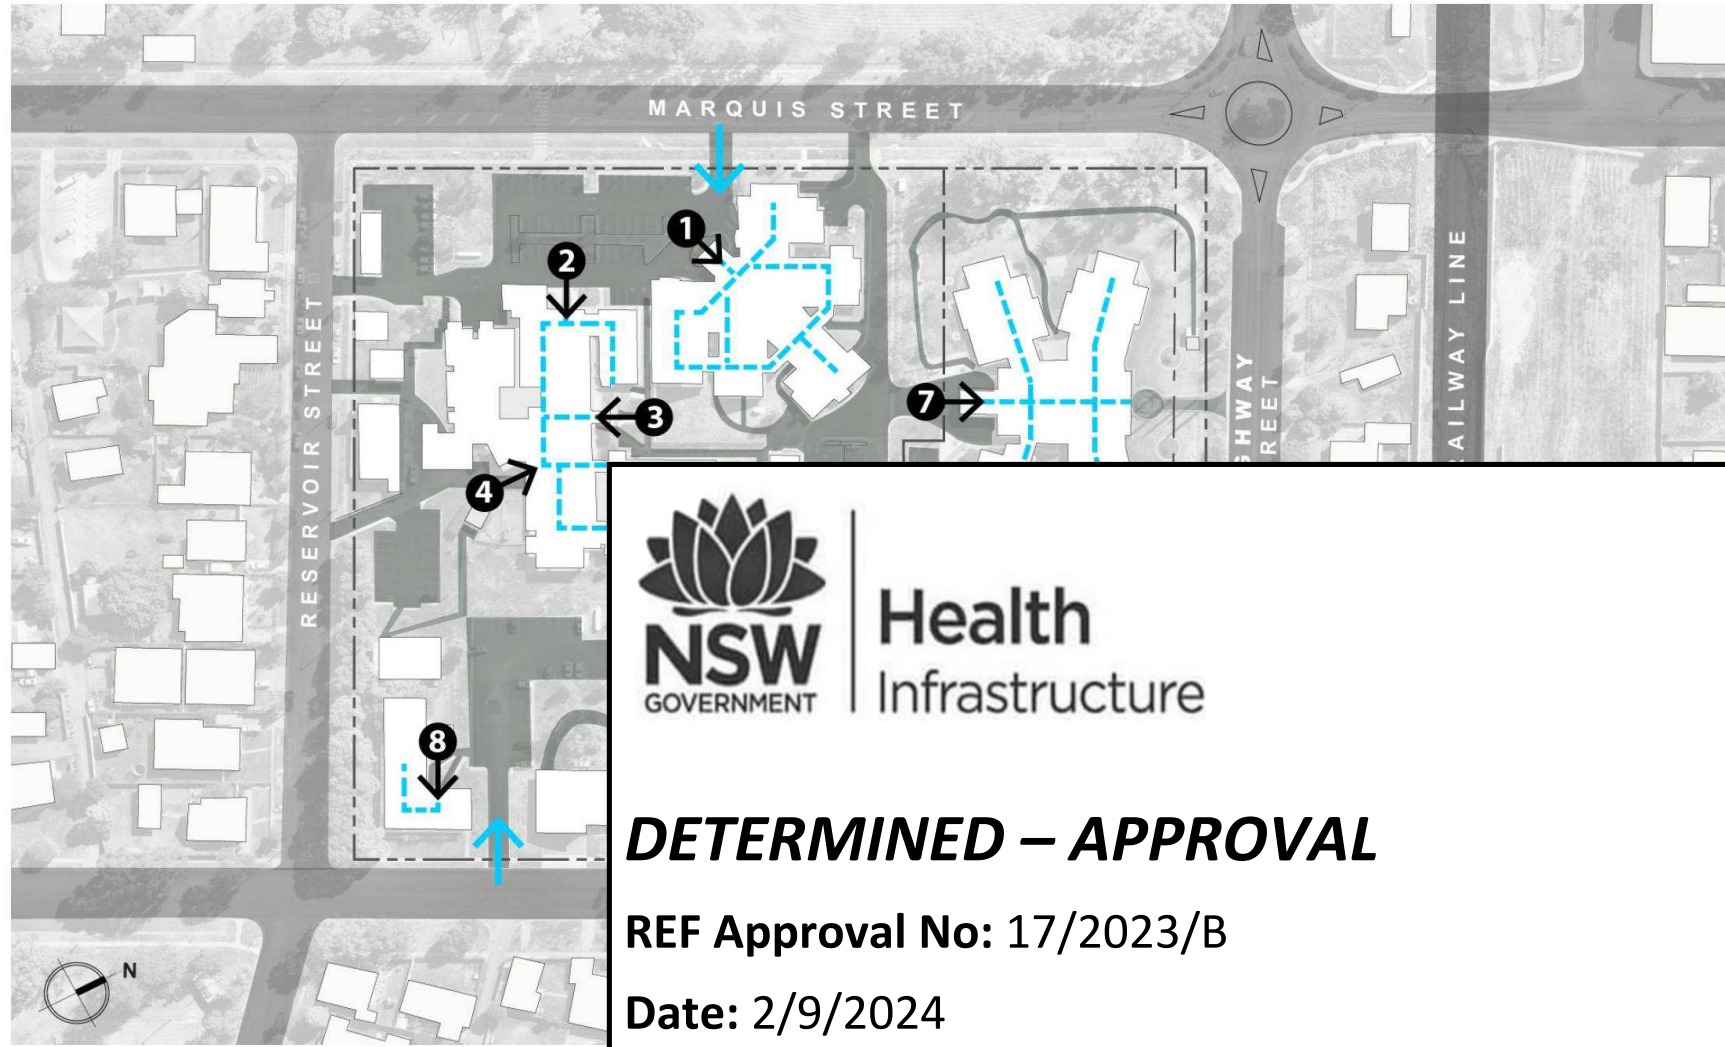 MARQUIS STREET
1
2
RESERVOIR STREET
3
7
4
GHWAY
REET
AILWAY LINE
8
N
NSW
GOVERNMENT
Health
Infrastructure
DETERMINED – APPROVAL
REF Approval No: 17/2023/B
Date: 2/9/2024